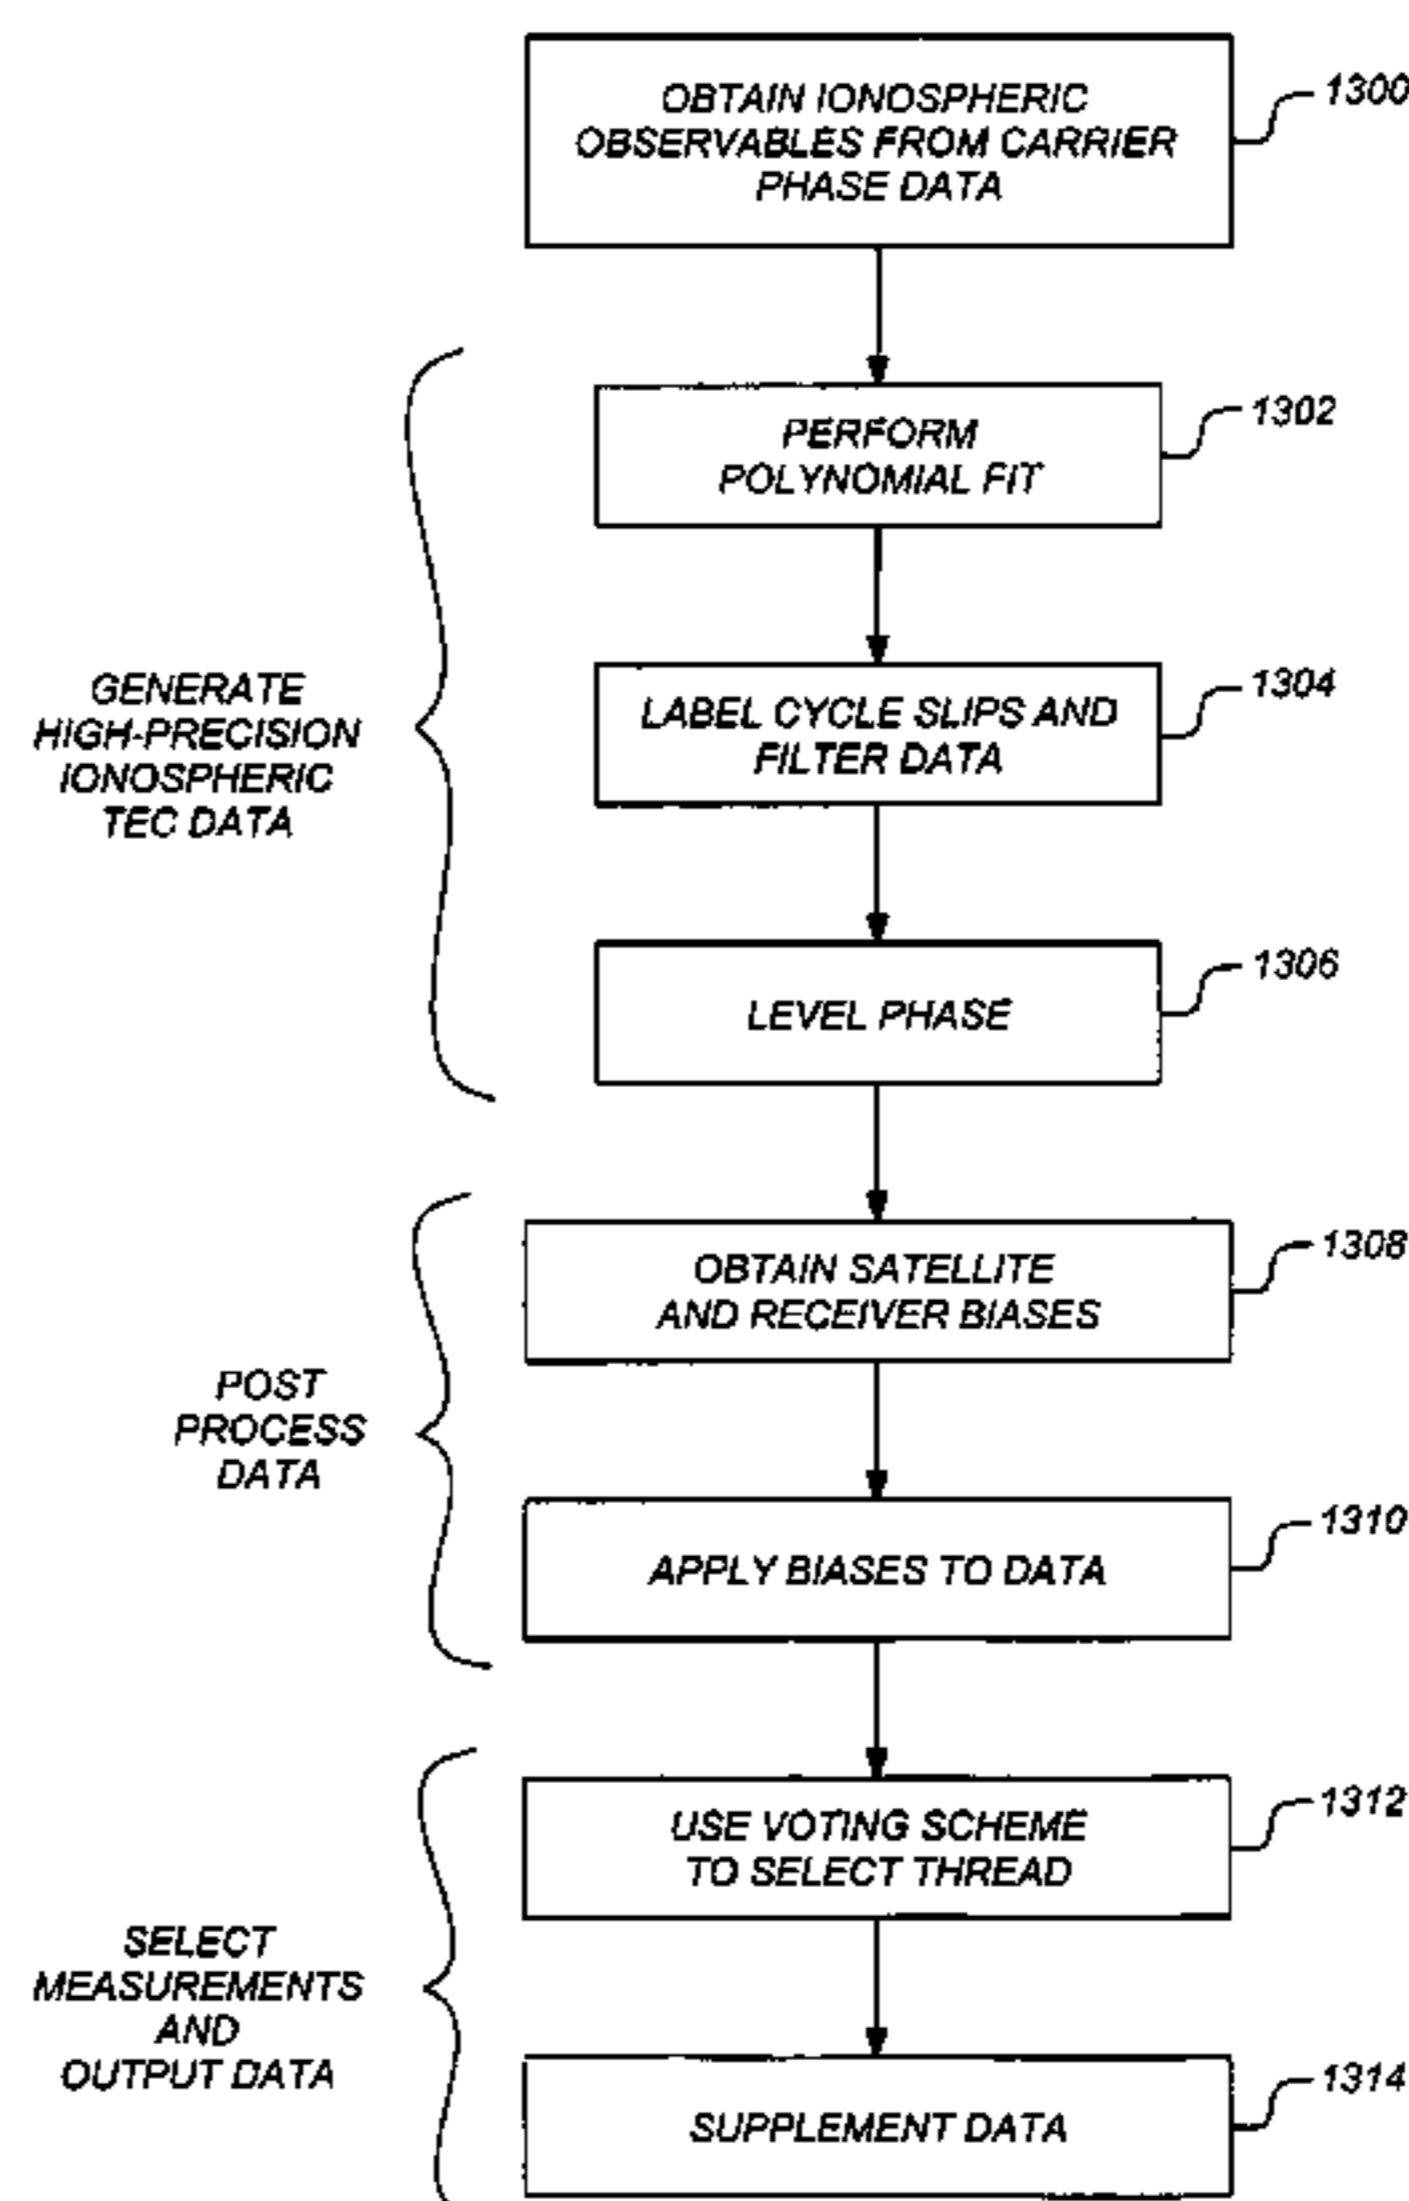 OBTAIN IONOSPHERIC
OBSERVABLES FROM CARRIER
PHASE DATA
1300
PERFORM
POLYNOMIAL FIT
1302
LABEL CYCLE SLIPS AND
FILTER DATA
1304
GENERATE
HIGH-PRECISION
IONOSPHERIC
TEC DATA
LEVEL PHASE
1306
OBTAIN SATELLITE
AND RECEIVER BIASES
1308
POST
PROCESS
DATA
APPLY BIASES TO DATA
1310
USE VOTING SCHEME
TO SELECT THREAD
1312
SELECT
MEASUREMENTS
AND
OUTPUT DATA
SUPPLEMENT DATA
1314